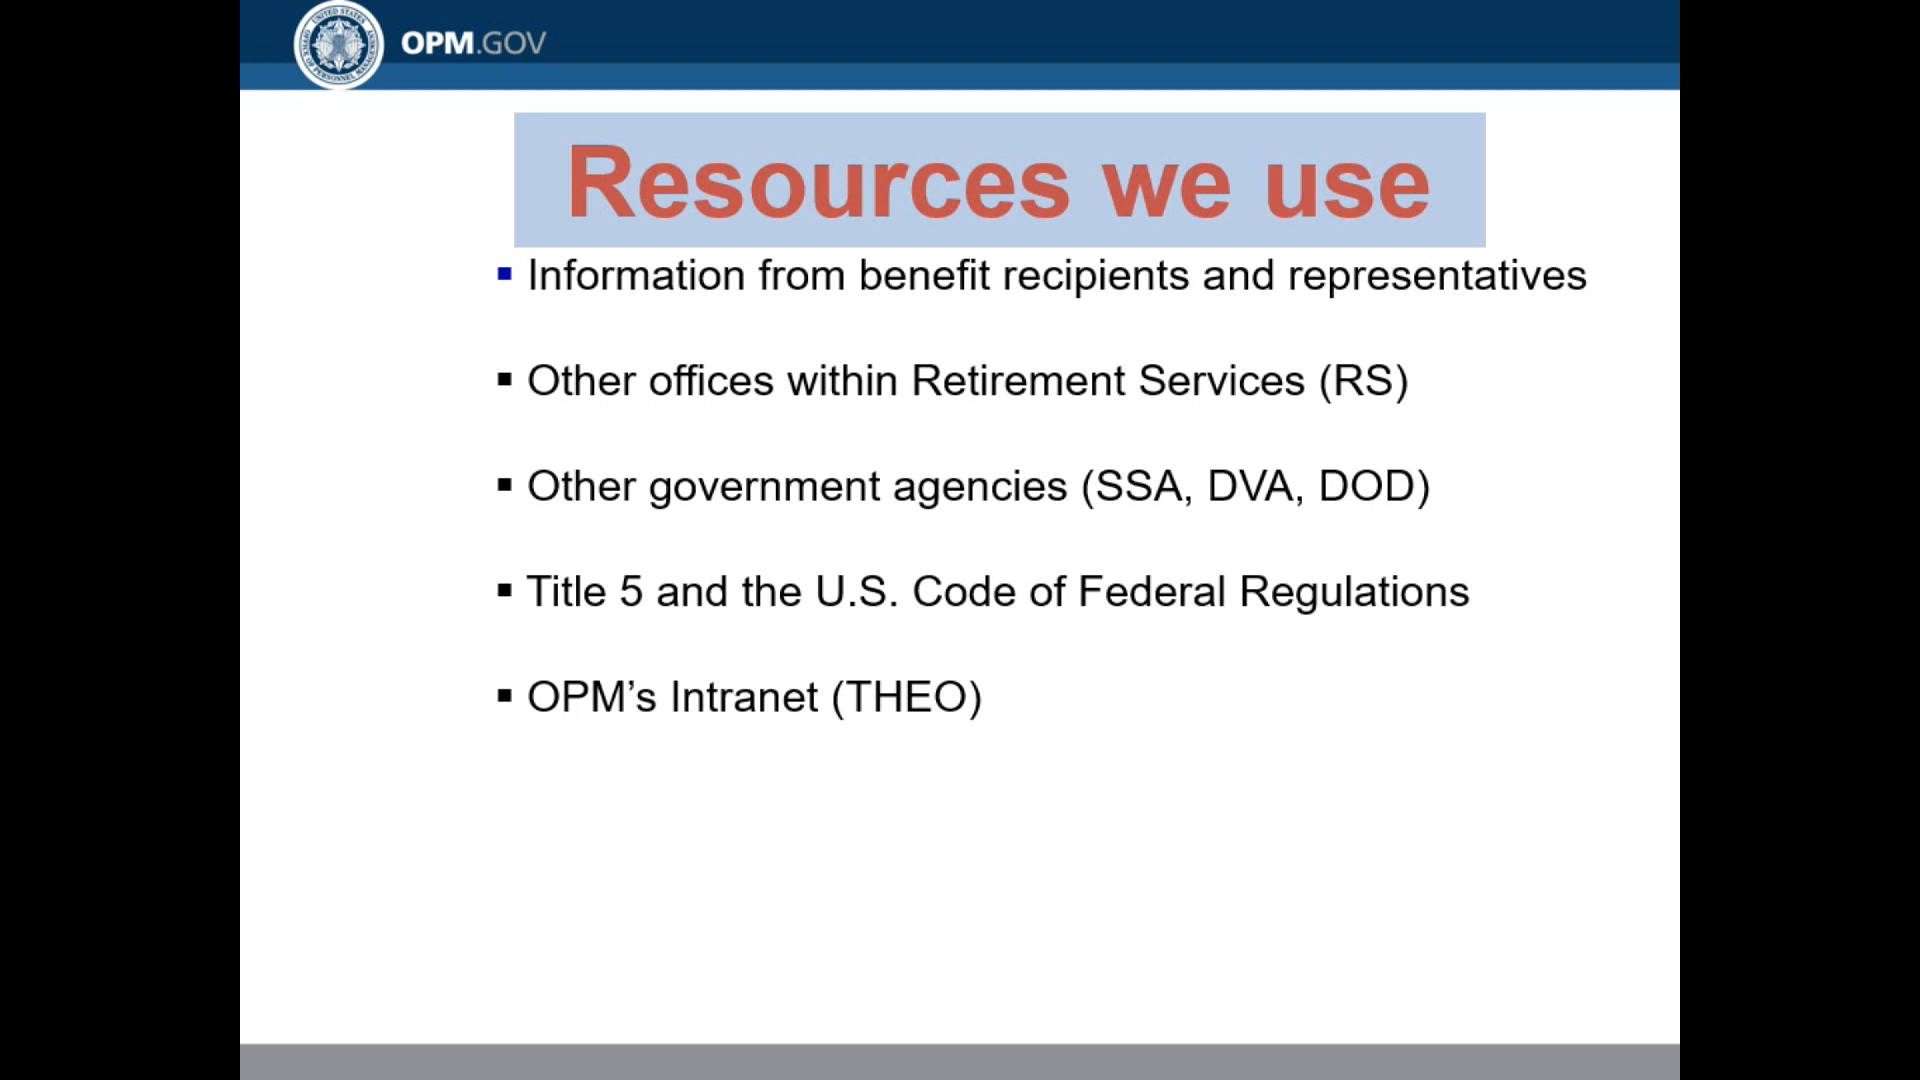 OPM.GOV
Resources we use
▪ Information from benefit recipients and representatives
▪ Other offices within Retirement Services (RS)
▪ Other government agencies (SSA, DVA, DOD)
▪ Title 5 and the U.S. Code of Federal Regulations
▪ OPM’s Intranet (THEO)